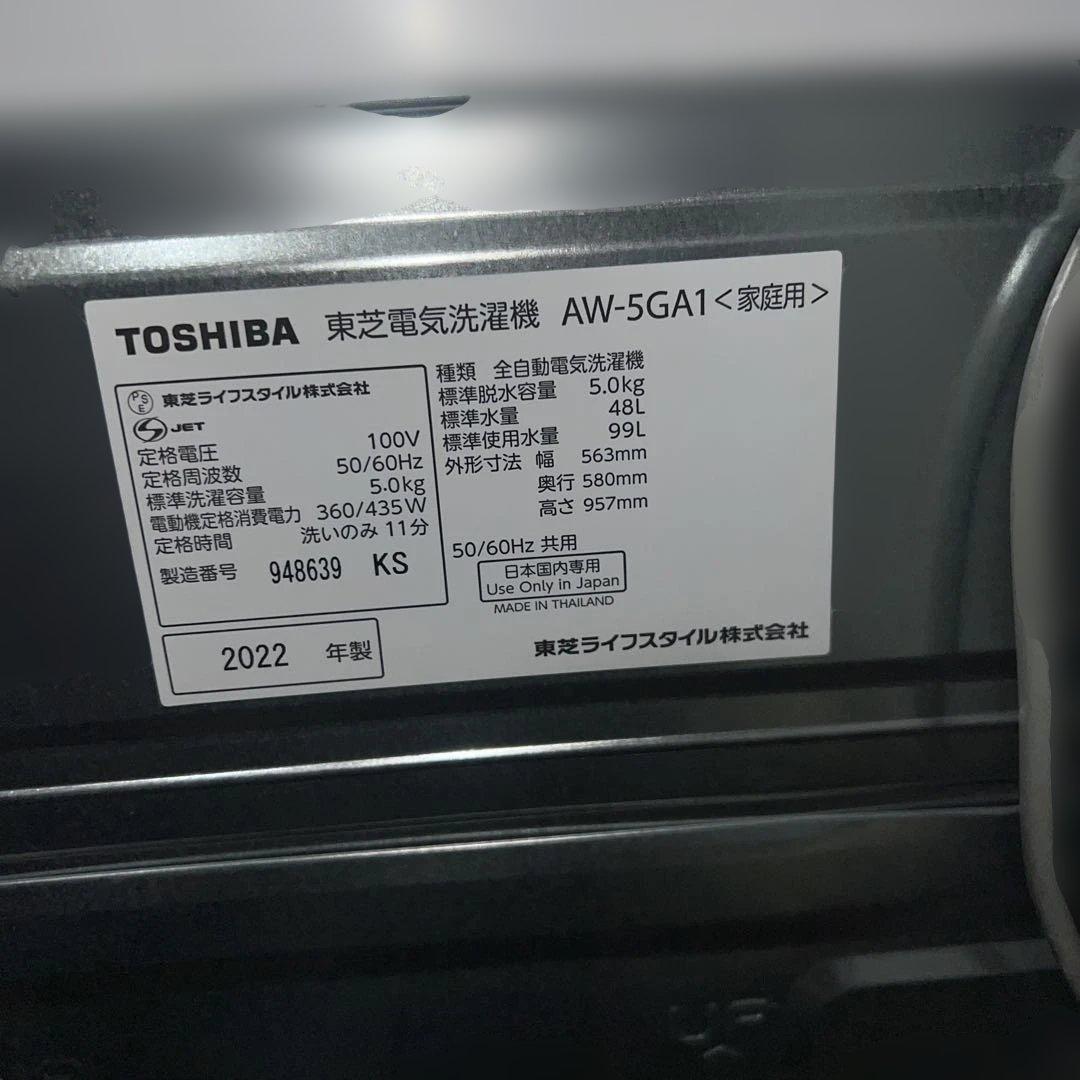 TOSHIBA 東芝電気洗濯機 AW-5GA1<家庭用>
PSE 東芝ライフスタイル株式会社
JET
定格電圧 100V
定格周波数 50/60Hz
標準洗濯容量 5.0kg
電動機定格消費電力 360/435W
定格時間 洗いのみ 11分
製造番号 948639 KS
2022 年製
種類 全自動電気洗濯機
標準脱水容量 5.0kg
標準水量 48L
標準使用水量 99L
外形寸法 幅 563mm
奥行 580mm
高さ 957mm
50/60Hz 共用
日本国内専用
Use Only in Japan
MADE IN THAILAND
東芝ライフスタイル株式会社
UP